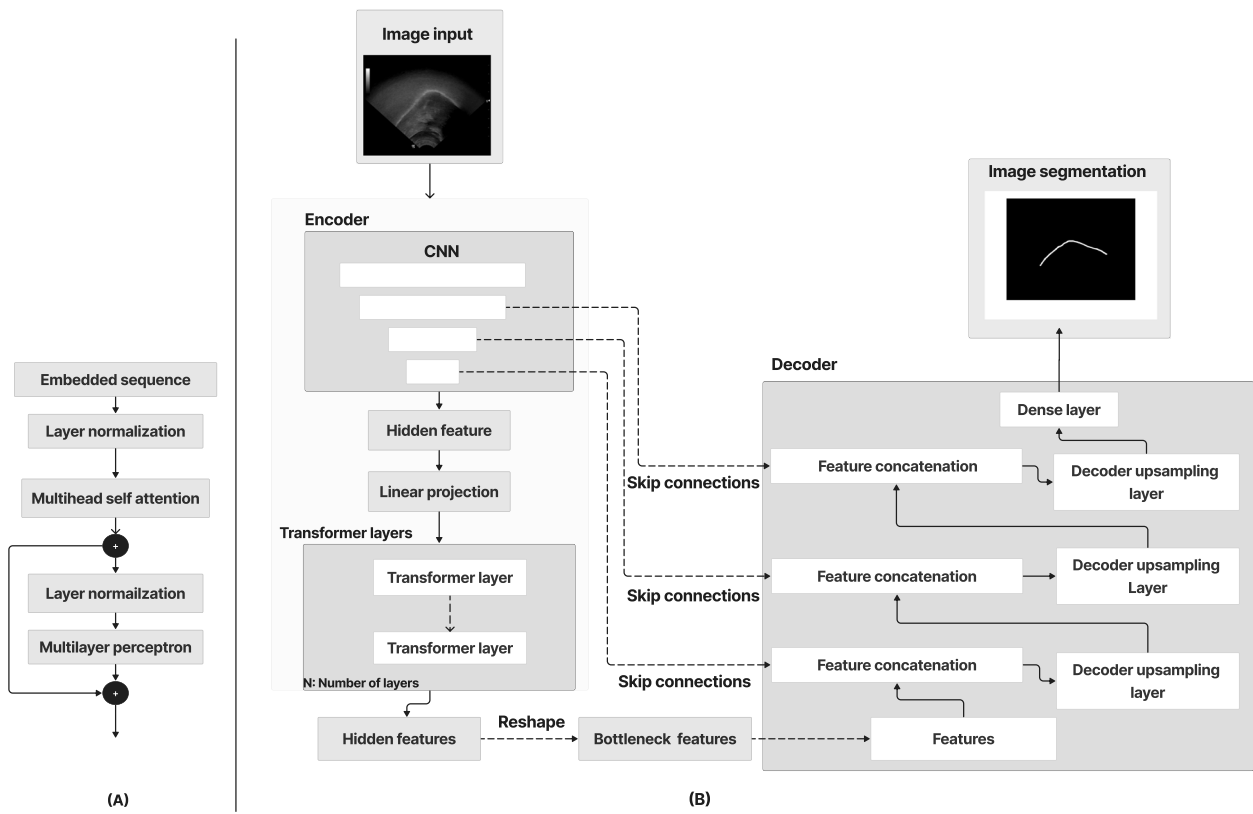 Embedded sequence
Layer normalization
Multihead self attention
+
Layer normailzation
Multilayer perceptron
+
(A)
Image input
Encoder
CNN
Hidden feature
Linear projection
Transformer layers
Transformer layer
Transformer layer
N: Number of layers
Hidden features
Reshape
Bottleneck features
Skip connections
Skip connections
Skip connections
Image segmentation
Decoder
Dense layer
Feature concatenation
Decoder upsampling
layer
Feature concatenation
Decoder upsampling
Layer
Feature concatenation
Decoder upsampling
layer
Features
(B)